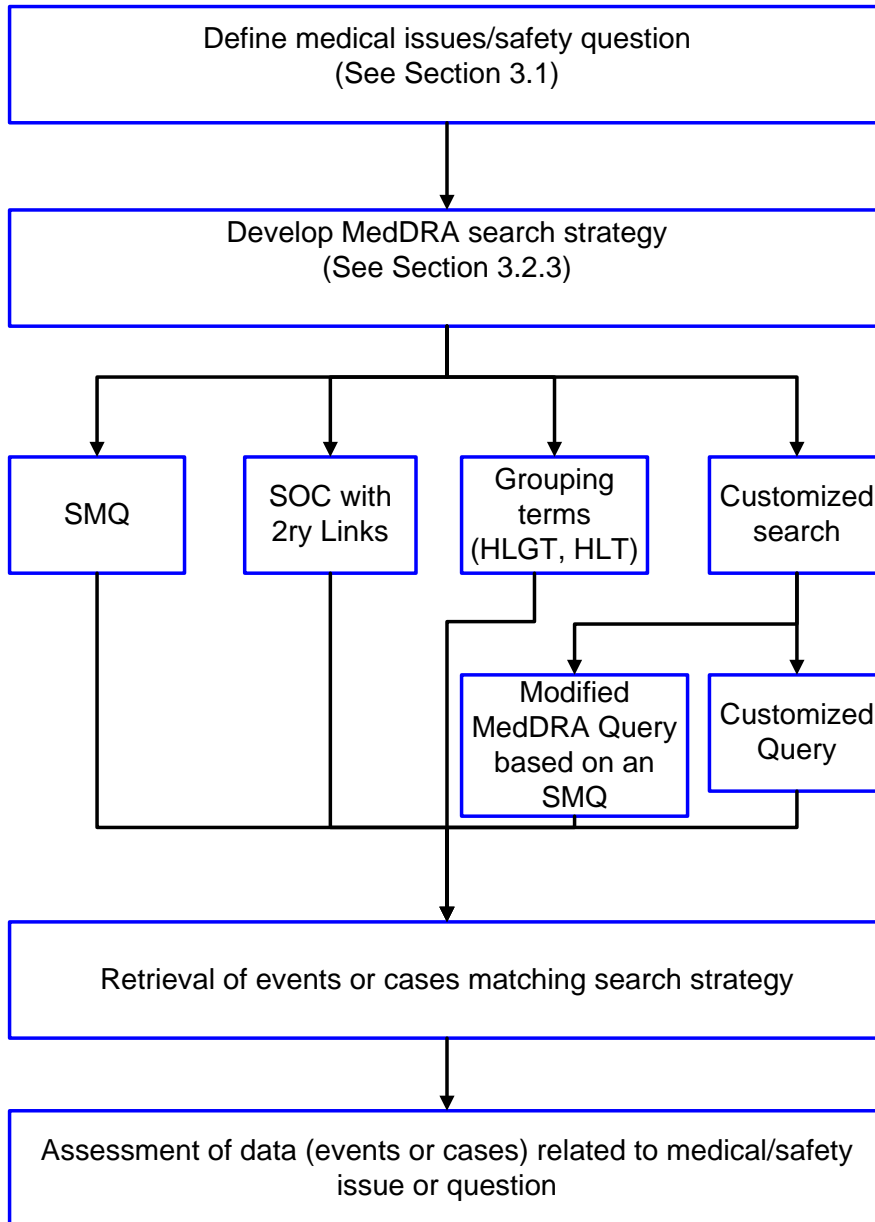 Define medical issues/safety question
(See Section 3.1)
Develop MedDRA search strategy
(See Section 3.2.3)
SMQ
SOC with
2ry Links
Grouping
terms
(HLGT, HLT)
Customized
search
Modified
MedDRA Query
based on an
SMQ
Customized
Query
Retrieval of events or cases matching search strategy
Assessment of data (events or cases) related to medical/safety
issue or question